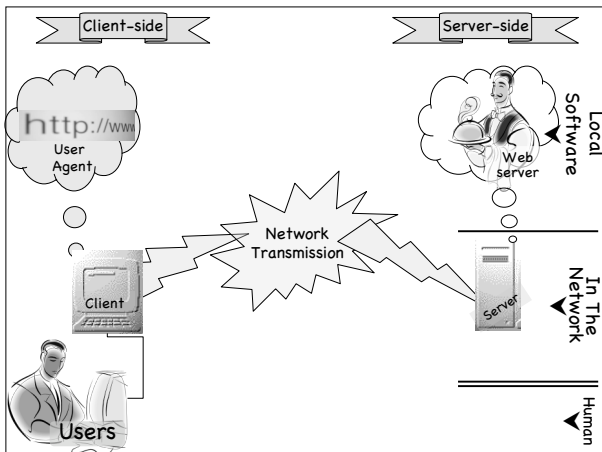 Client-side
Server-side
http://www
User
Agent
Web
server
Local
Software
Network
Transmission
Client
Server
In The
Network
Users
Human